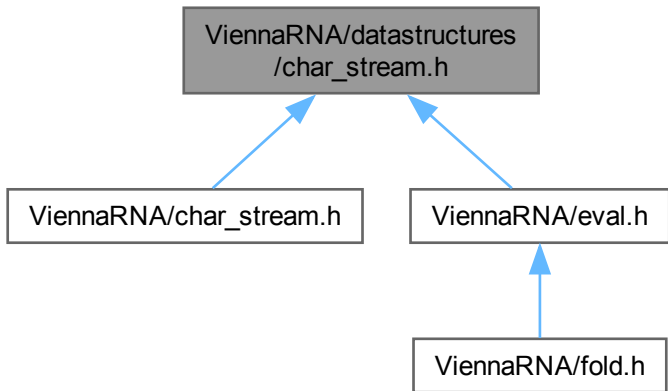 ViennaRNA/datastructures
/char_stream.h
ViennaRNA/char_stream.h
ViennaRNA/eval.h
ViennaRNA/fold.h